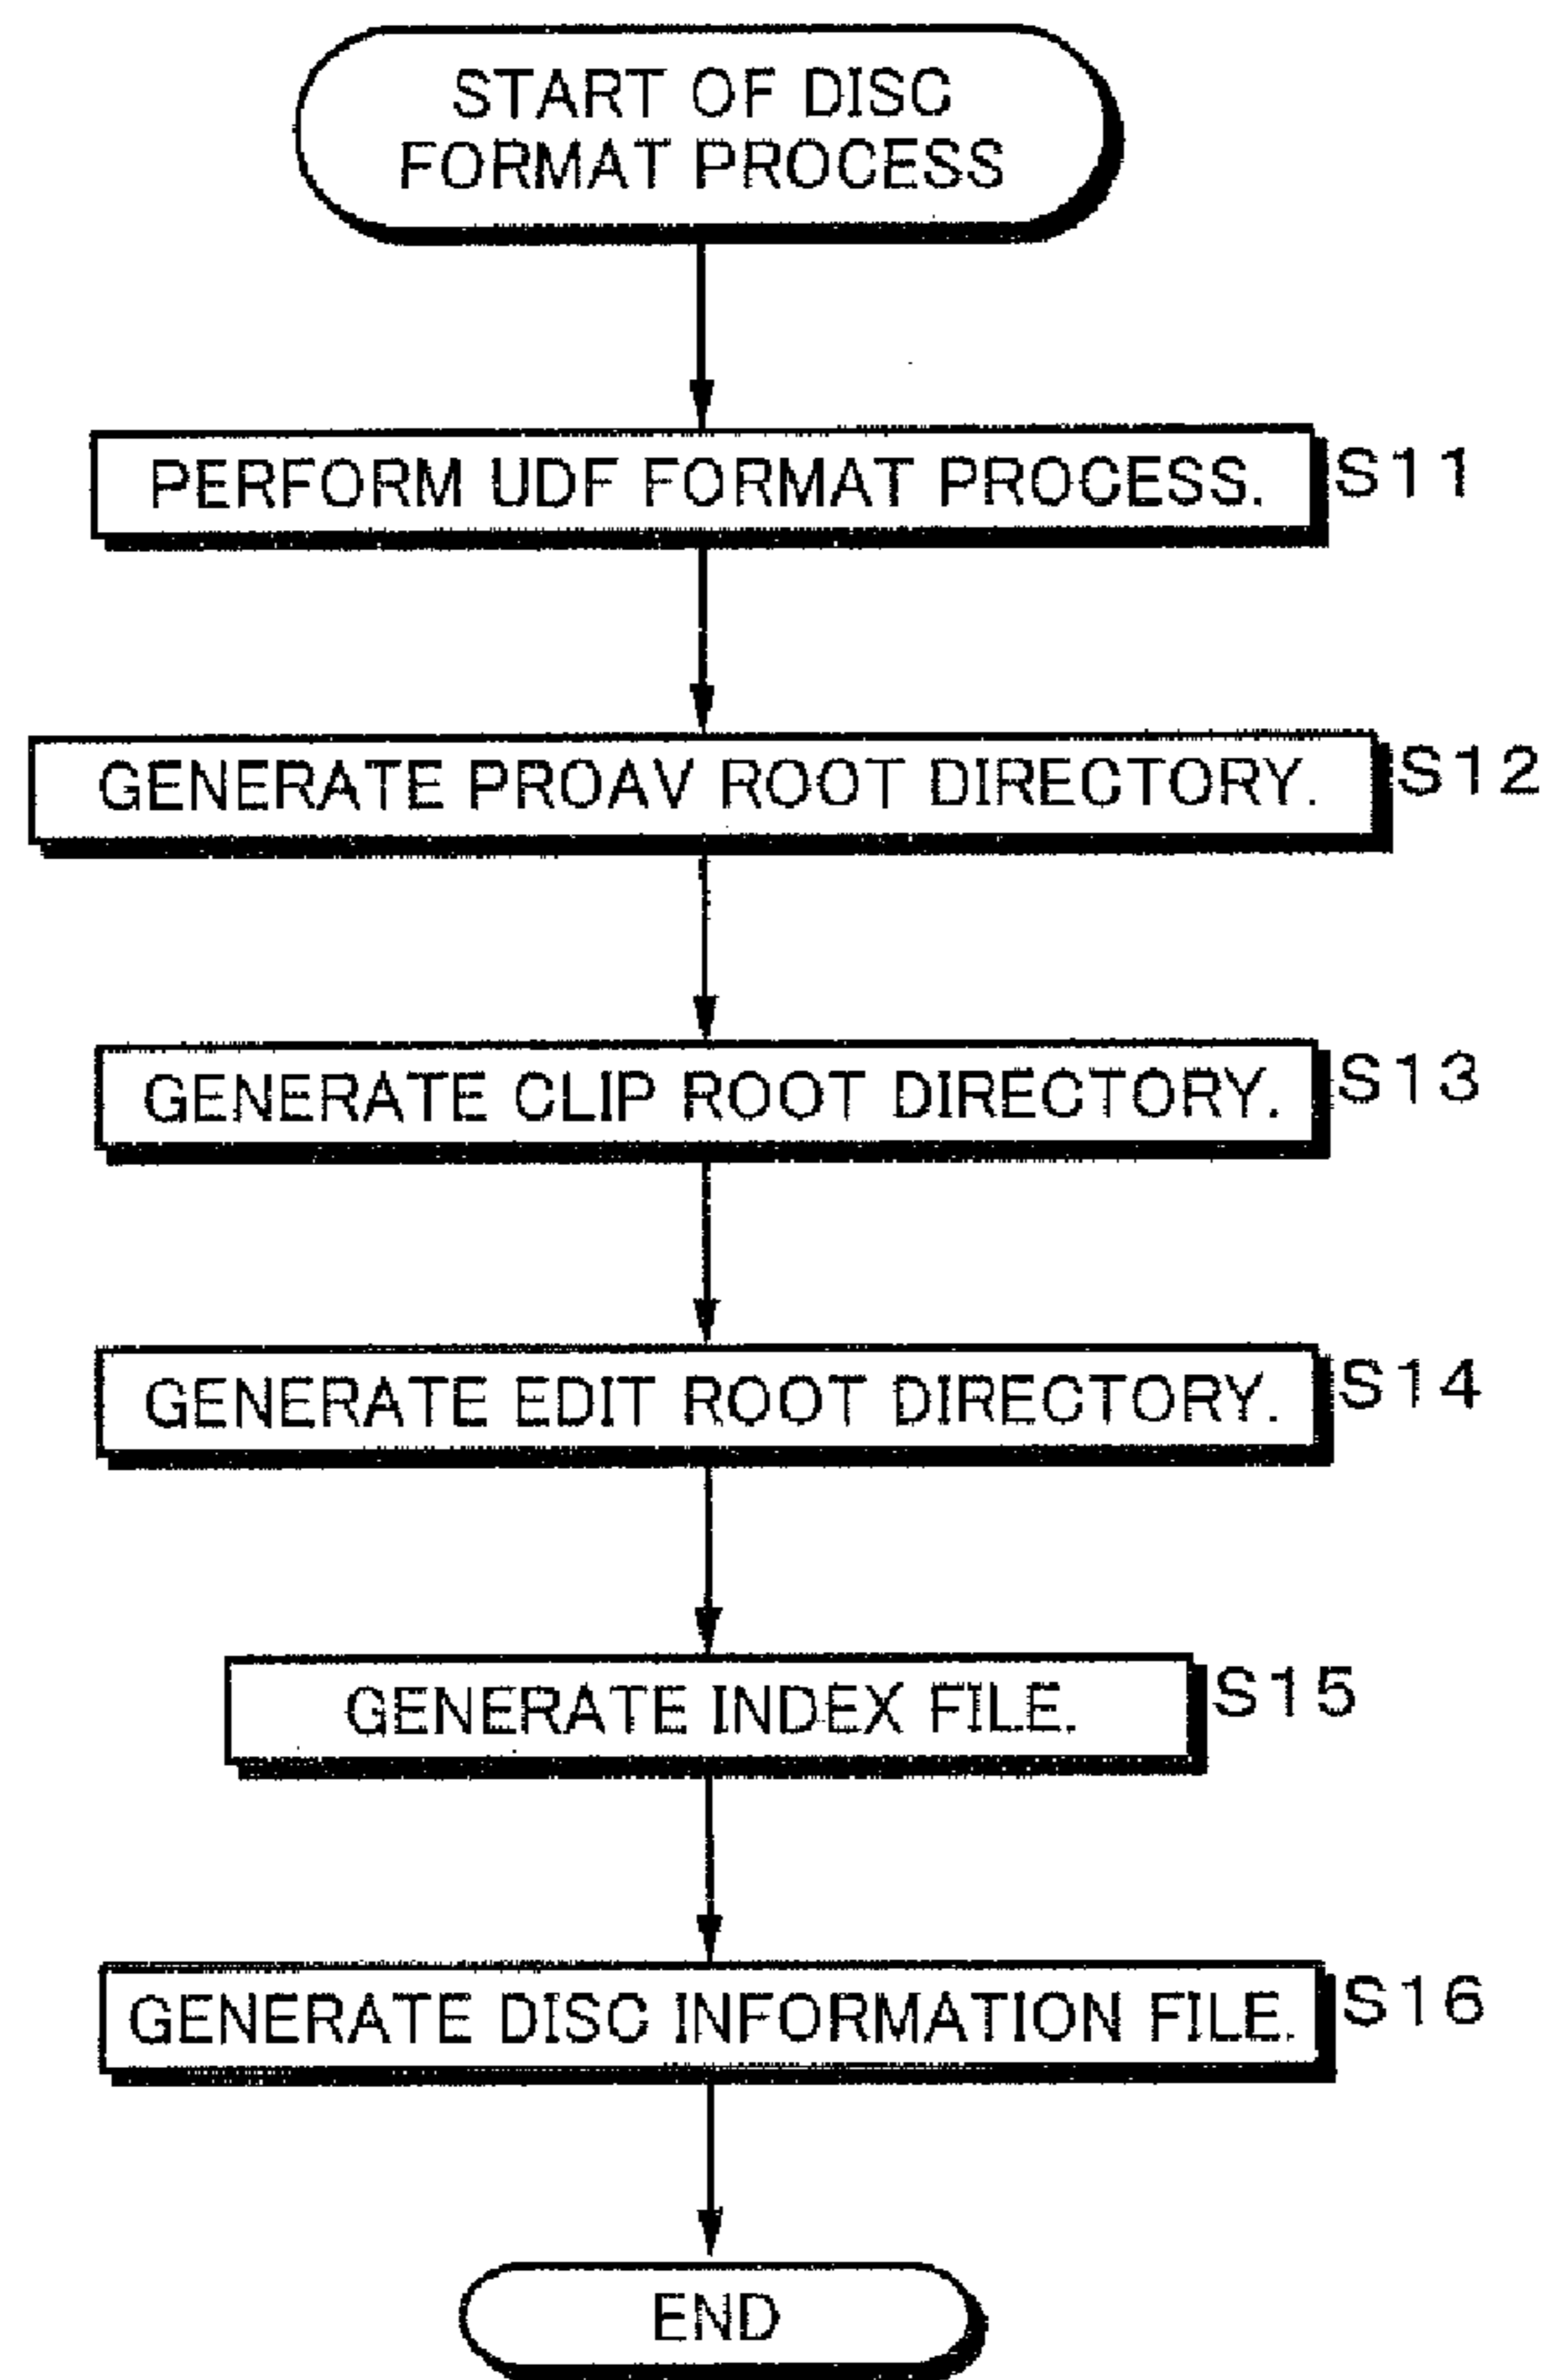 START OF DISC
FORMAT PROCESS
PERFORM UDF FORMAT PROCESS.
S11
GENERATE PROAV ROOT DIRECTORY.
S12
GENERATE CLIP ROOT DIRECTORY.
S13
GENERATE EDIT ROOT DIRECTORY.
S14
GENERATE INDEX FILE.
S15
GENERATE DISC INFORMATION FILE.
S16
END